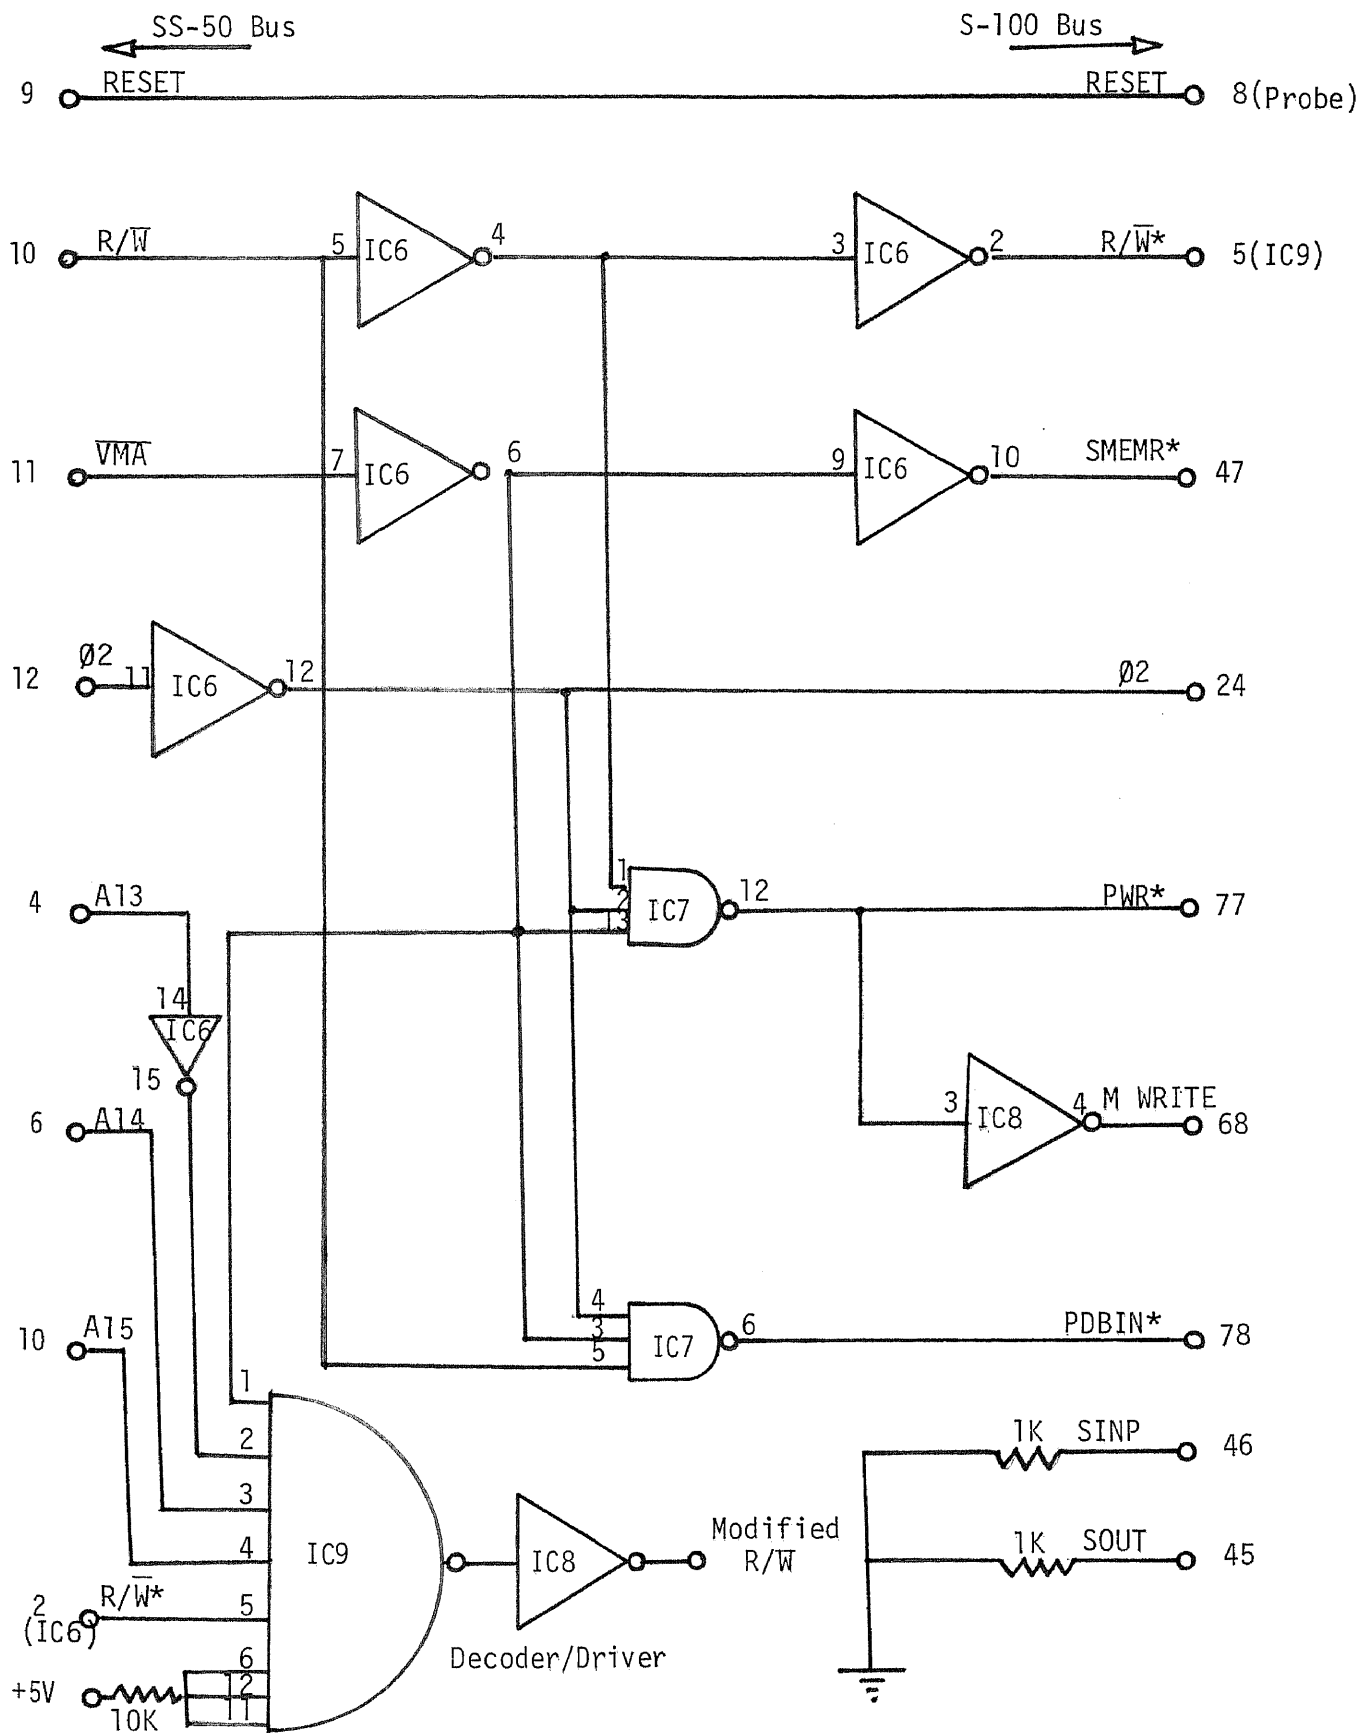 SS-50 Bus
S-100 Bus
9 RESET RESET 8(Probe)
10 R/W̅ 5 IC6 4 3 IC6 2 R/W̅* 5(IC9)
11 V̅M̅A̅ 7 IC6 6 9 IC6 10 SMEMR* 47
12 Ø2 11 IC6 12 Ø2 24
4 A13
1
2
13
IC7 12 PWR* 77
14
IC6
15
6 A14
3 IC8 4 M WRITE 68
10 A15
4
3
5
IC7 6 PDBIN* 78
1
2
3
4
5
6
12
11
IC9
IC8
Modified
R/W̅
1K SINP 46
1K SOUT 45
2
(IC6)
R/W̅*
Decoder/Driver
+5V
10K